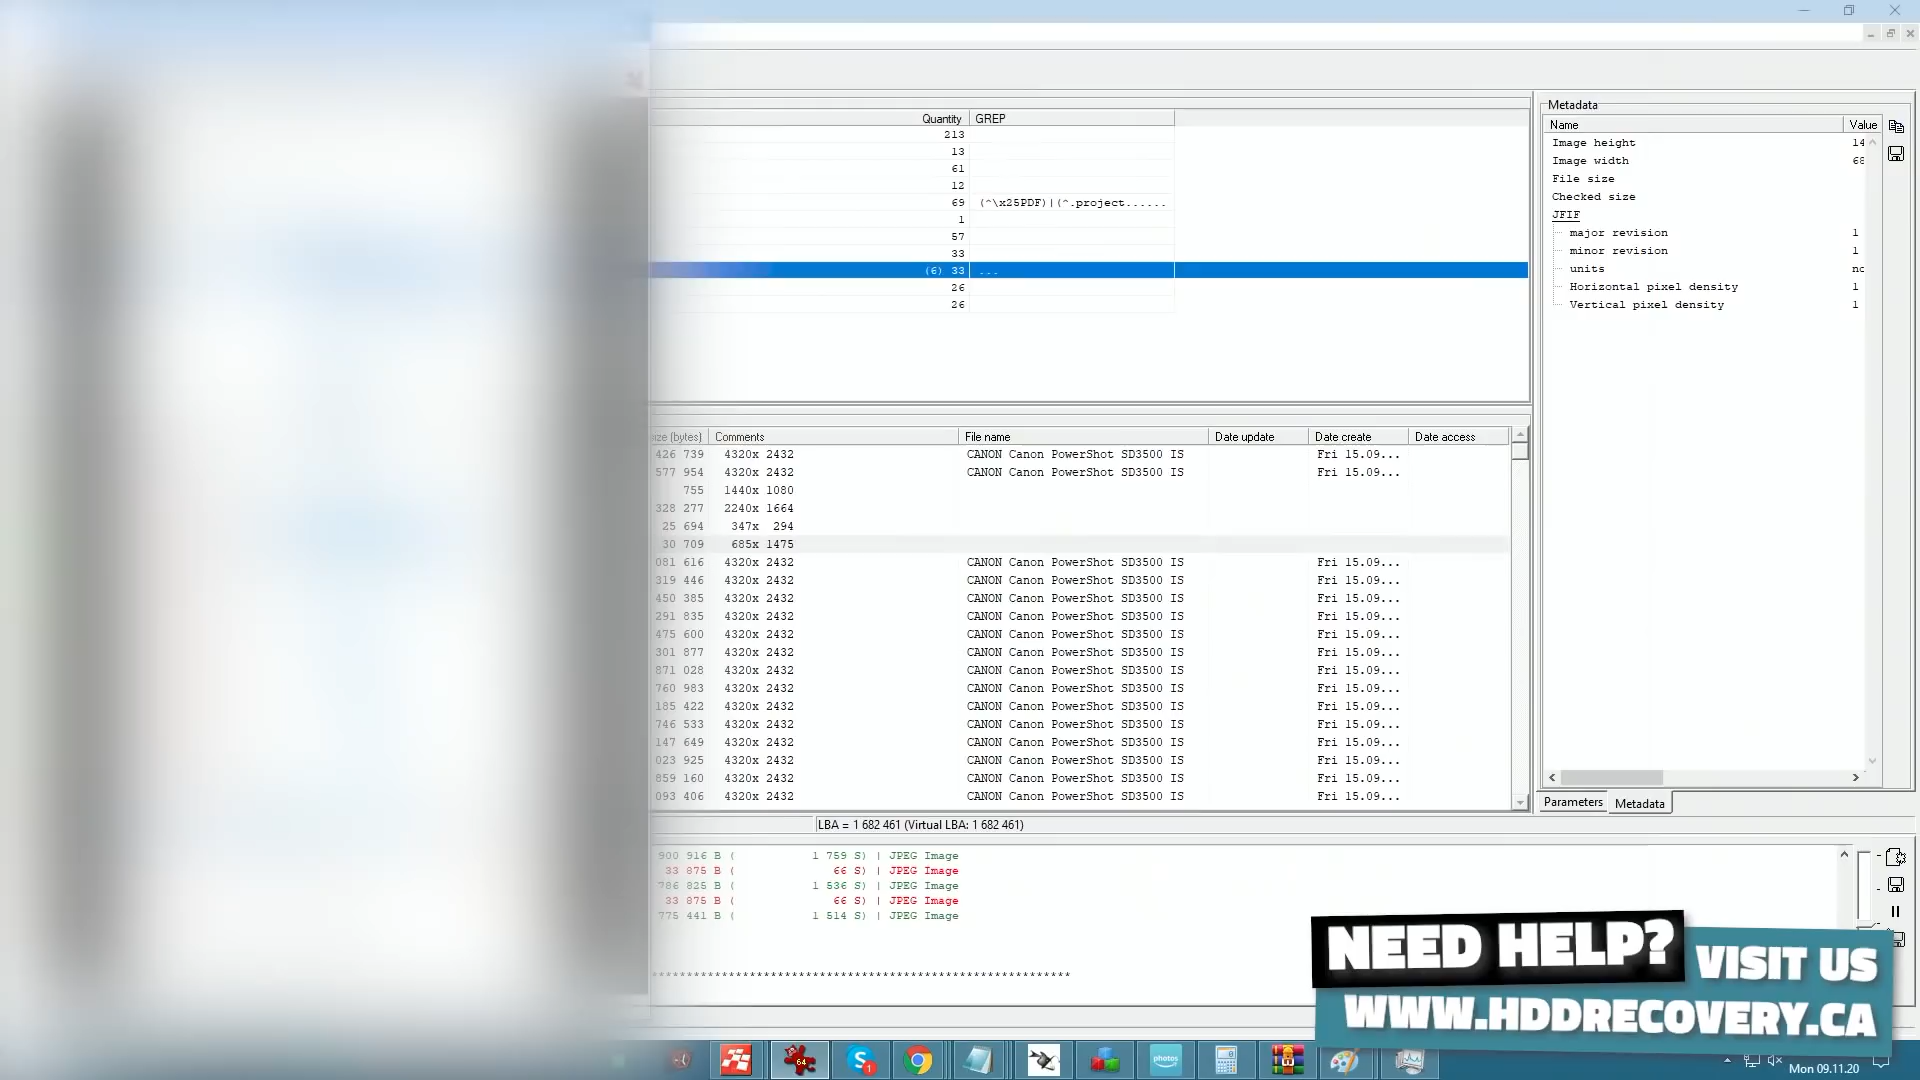 Quantity GREP
213
13
61
12
69 (^\x25PDF)|(^.project......
1
57
33
(6) 33 ...
26
26
Metadata
Name Value
Image height 14
Image width 68
File size
Checked size
JFIF
major revision 1
minor revision 1
units no
Horizontal pixel density 1
Vertical pixel density 1
Parameters Metadata
(bytes) Comments File name Date update Date create Date access
426 739 4320x 2432 CANON Canon PowerShot SD3500 IS Fri 15.09...
577 954 4320x 2432 CANON Canon PowerShot SD3500 IS Fri 15.09...
755 1440x 1080
328 277 2240x 1664
25 694 347x 294
30 709 685x 1475
081 616 4320x 2432 CANON Canon PowerShot SD3500 IS Fri 15.09...
319 446 4320x 2432 CANON Canon PowerShot SD3500 IS Fri 15.09...
450 385 4320x 2432 CANON Canon PowerShot SD3500 IS Fri 15.09...
291 835 4320x 2432 CANON Canon PowerShot SD3500 IS Fri 15.09...
475 600 4320x 2432 CANON Canon PowerShot SD3500 IS Fri 15.09...
301 877 4320x 2432 CANON Canon PowerShot SD3500 IS Fri 15.09...
871 028 4320x 2432 CANON Canon PowerShot SD3500 IS Fri 15.09...
760 983 4320x 2432 CANON Canon PowerShot SD3500 IS Fri 15.09...
185 422 4320x 2432 CANON Canon PowerShot SD3500 IS Fri 15.09...
746 533 4320x 2432 CANON Canon PowerShot SD3500 IS Fri 15.09...
147 649 4320x 2432 CANON Canon PowerShot SD3500 IS Fri 15.09...
023 925 4320x 2432 CANON Canon PowerShot SD3500 IS Fri 15.09...
859 160 4320x 2432 CANON Canon PowerShot SD3500 IS Fri 15.09...
093 406 4320x 2432 CANON Canon PowerShot SD3500 IS Fri 15.09...
LBA = 1 682 461 (Virtual LBA: 1 682 461)
900 916 B ( 1 759 S) | JPEG Image
33 875 B ( 66 S) | JPEG Image
786 825 B ( 1 536 S) | JPEG Image
33 875 B ( 66 S) | JPEG Image
775 441 B ( 1 514 S) | JPEG Image
************************************************************
NEED HELP? VISIT US
WWW.HDDRECOVERY.CA
64
1
photos
Mon 09.11.20